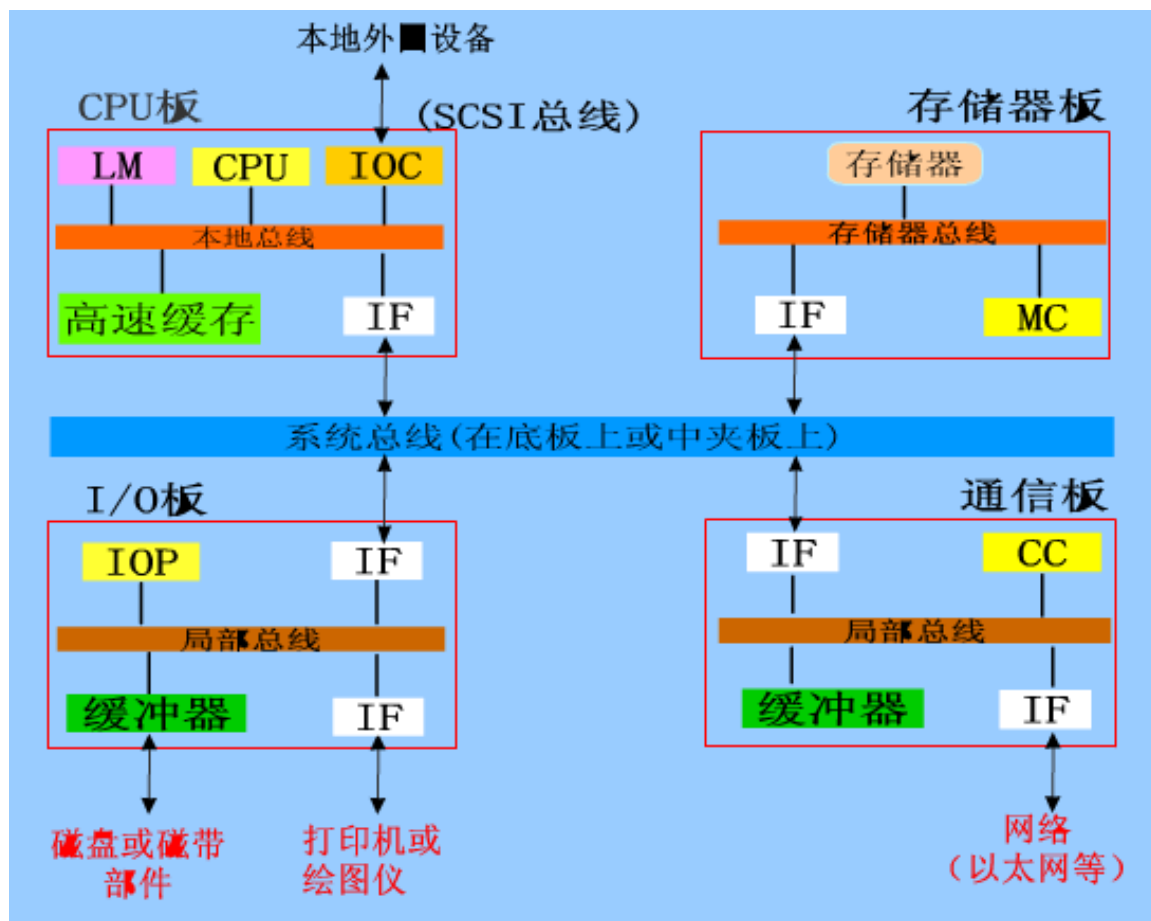 本地外■设备
CPU板
(SCSI总线)
存储器板
LM
CPU
IOC
存储器
本地总线
存储器总线
高速缓存
IF
IF
MC
系统总线(在底板上或中夹板上)
I/O板
通信板
IOP
IF
IF
CC
局部总线
局部总线
缓冲器
IF
缓冲器
IF
磁盘或磁带
部件
打印机或
绘图仪
网络
(以太网等)